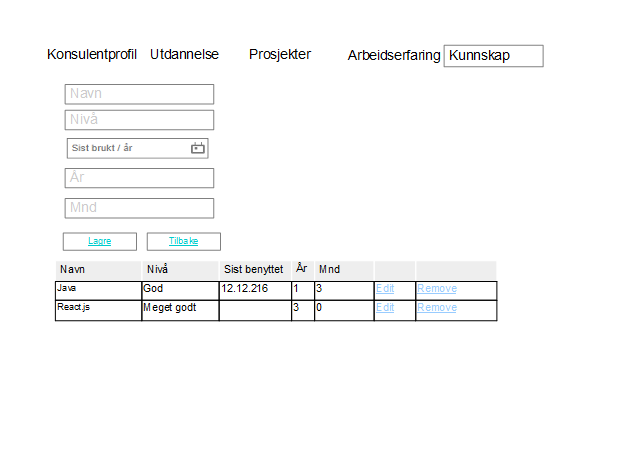 Konsulentprofil Utdannelse Prosjekter Arbeidserfaring Kunnskap
Navn
Nivå
Sist brukt / år
År
Mnd
Lagre Tilbake
Navn Nivå Sist benyttet År Mnd
Java God 12.12.216 1 3 Edit Remove
React.js Meget godt 3 0 Edit Remove